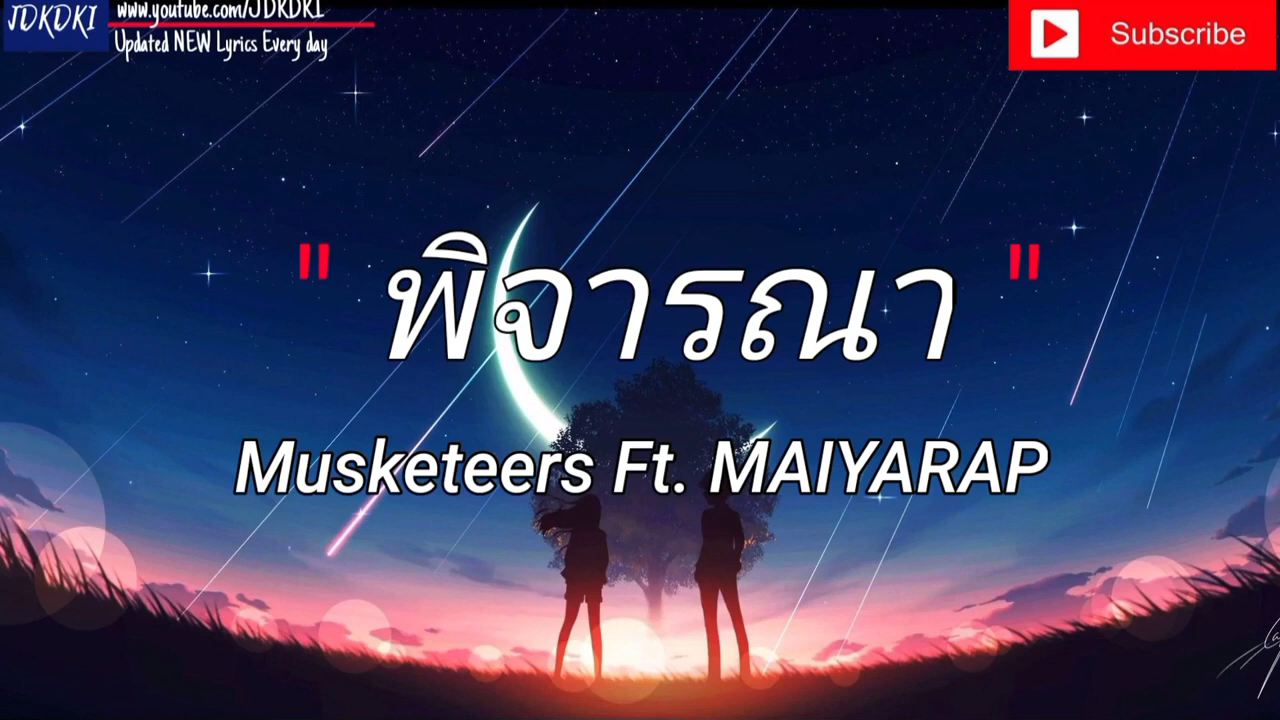 JDKDKI
www.youtube.com/JDKDKI
Updated NEW Lyrics Every day
Subscribe
" พิจารณา "
Musketeers Ft. MAIYARAP